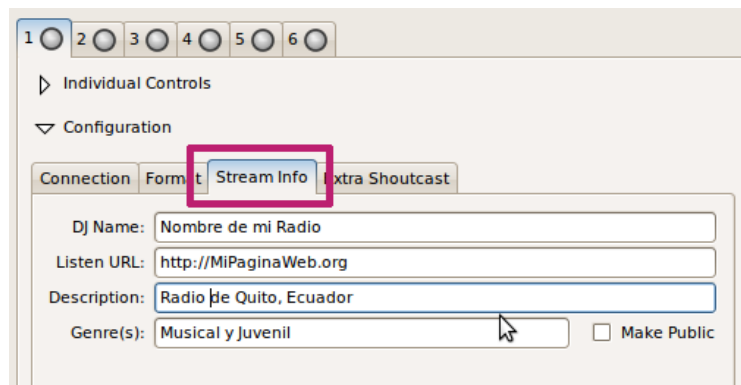 1 2 3 4 5 6
Individual Controls
Configuration
Connection Format Stream Info Extra Shoutcast
DJ Name: Nombre de mi Radio
Listen URL: http://MiPaginaWeb.org
Description: Radio de Quito, Ecuador
Genre(s): Musical y Juvenil Make Public